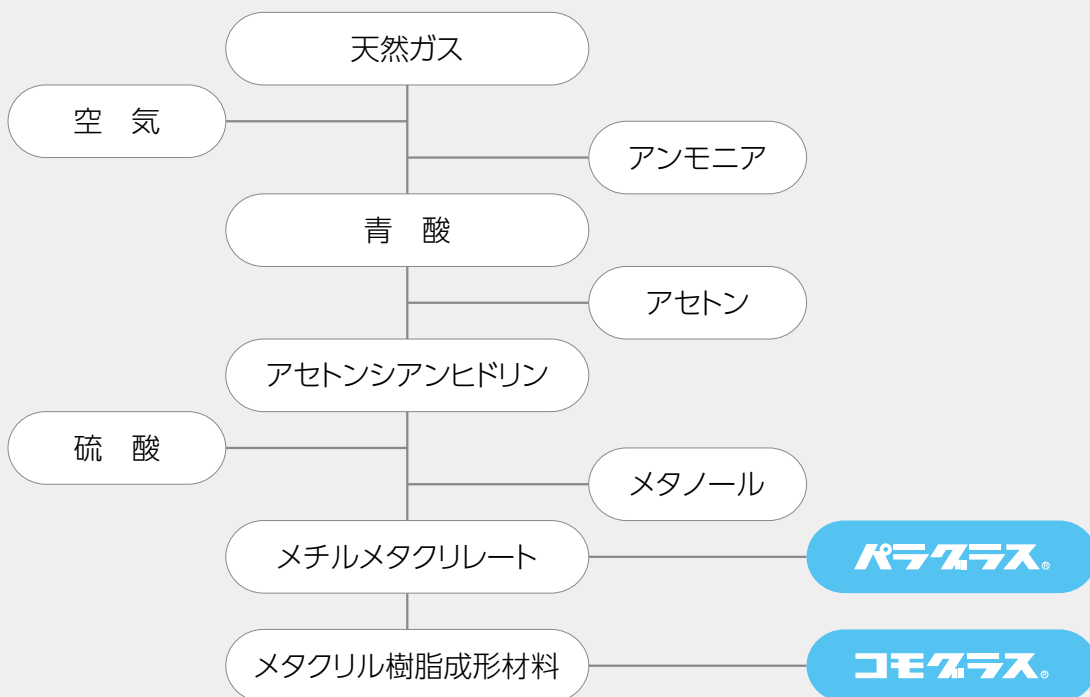 天然ガス
空　気
アンモニア
青　酸
アセトン
アセトンシアンヒドリン
硫　酸
メタノール
メチルメタクリレート
パラグラス®
メタクリル樹脂成形材料
コモグラス®